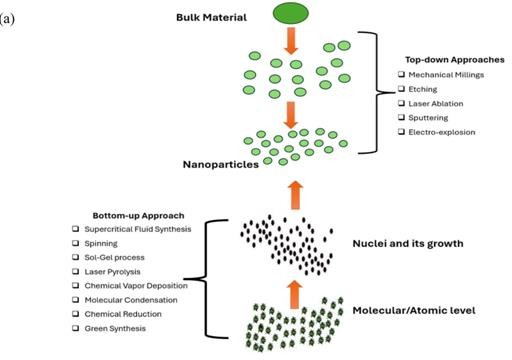 (a)
Bulk Material
Top-down Approaches
Mechanical Millings
Etching
Laser Ablation
Sputtering
Electro-explosion
Nanoparticles
Bottom-up Approach
Supercritical Fluid Synthesis
Spinning
Sol-Gel process
Laser Pyrolysis
Chemical Vapor Deposition
Molecular Condensation
Chemical Reduction
Green Synthesis
Nuclei and its growth
Molecular/Atomic level